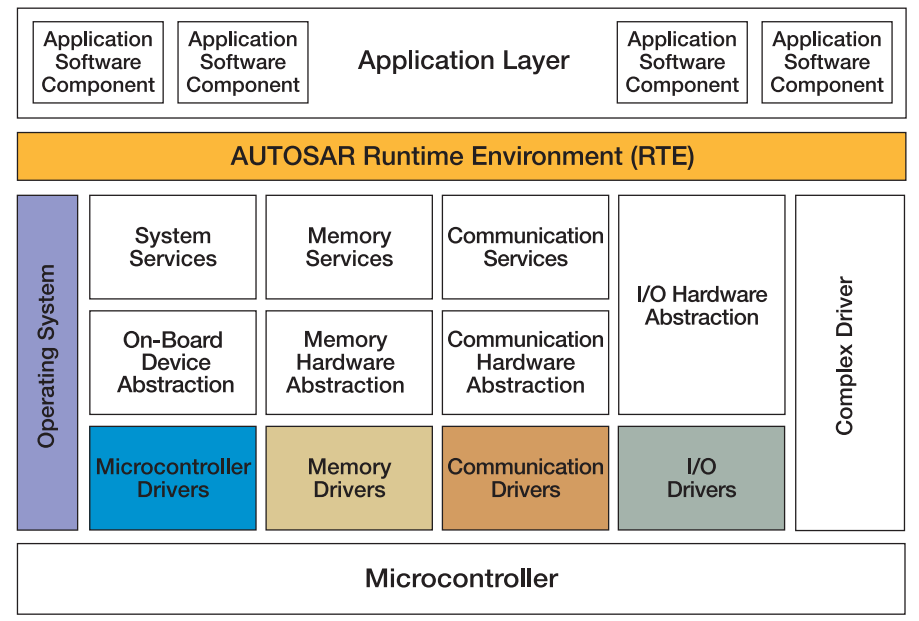 Application
Software
Component
Application
Software
Component
Application Layer
Application
Software
Component
Application
Software
Component
AUTOSAR Runtime Environment (RTE)
Operating System
System
Services
Memory
Services
Communication
Services
I/O Hardware
Abstraction
Complex Driver
On-Board
Device
Abstraction
Memory
Hardware
Abstraction
Communication
Hardware
Abstraction
Microcontroller
Drivers
Memory
Drivers
Communication
Drivers
I/O
Drivers
Microcontroller